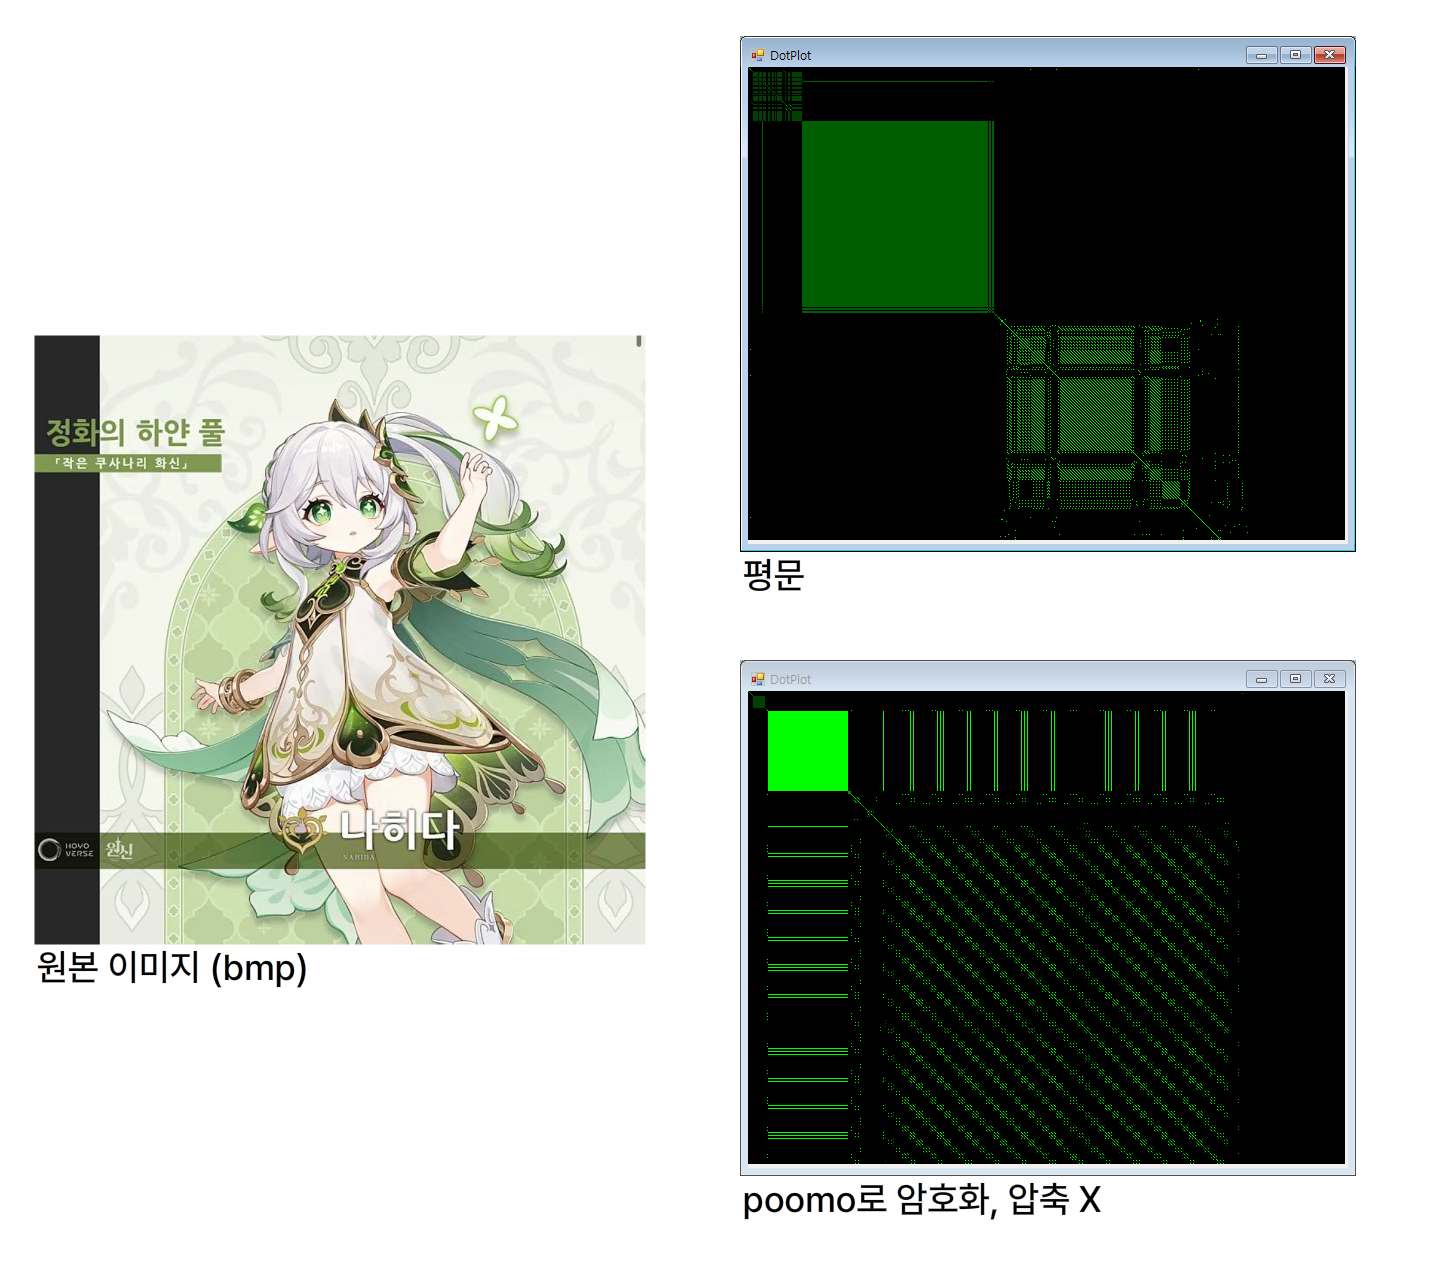 정화의 하얀 풀
「작은 쿠사나리 화신」
나히다
NAHIDA
HOYO
VERSE
원신
원본 이미지 (bmp)
DotPlot
평문
DotPlot
poomo로 암호화, 압축 X